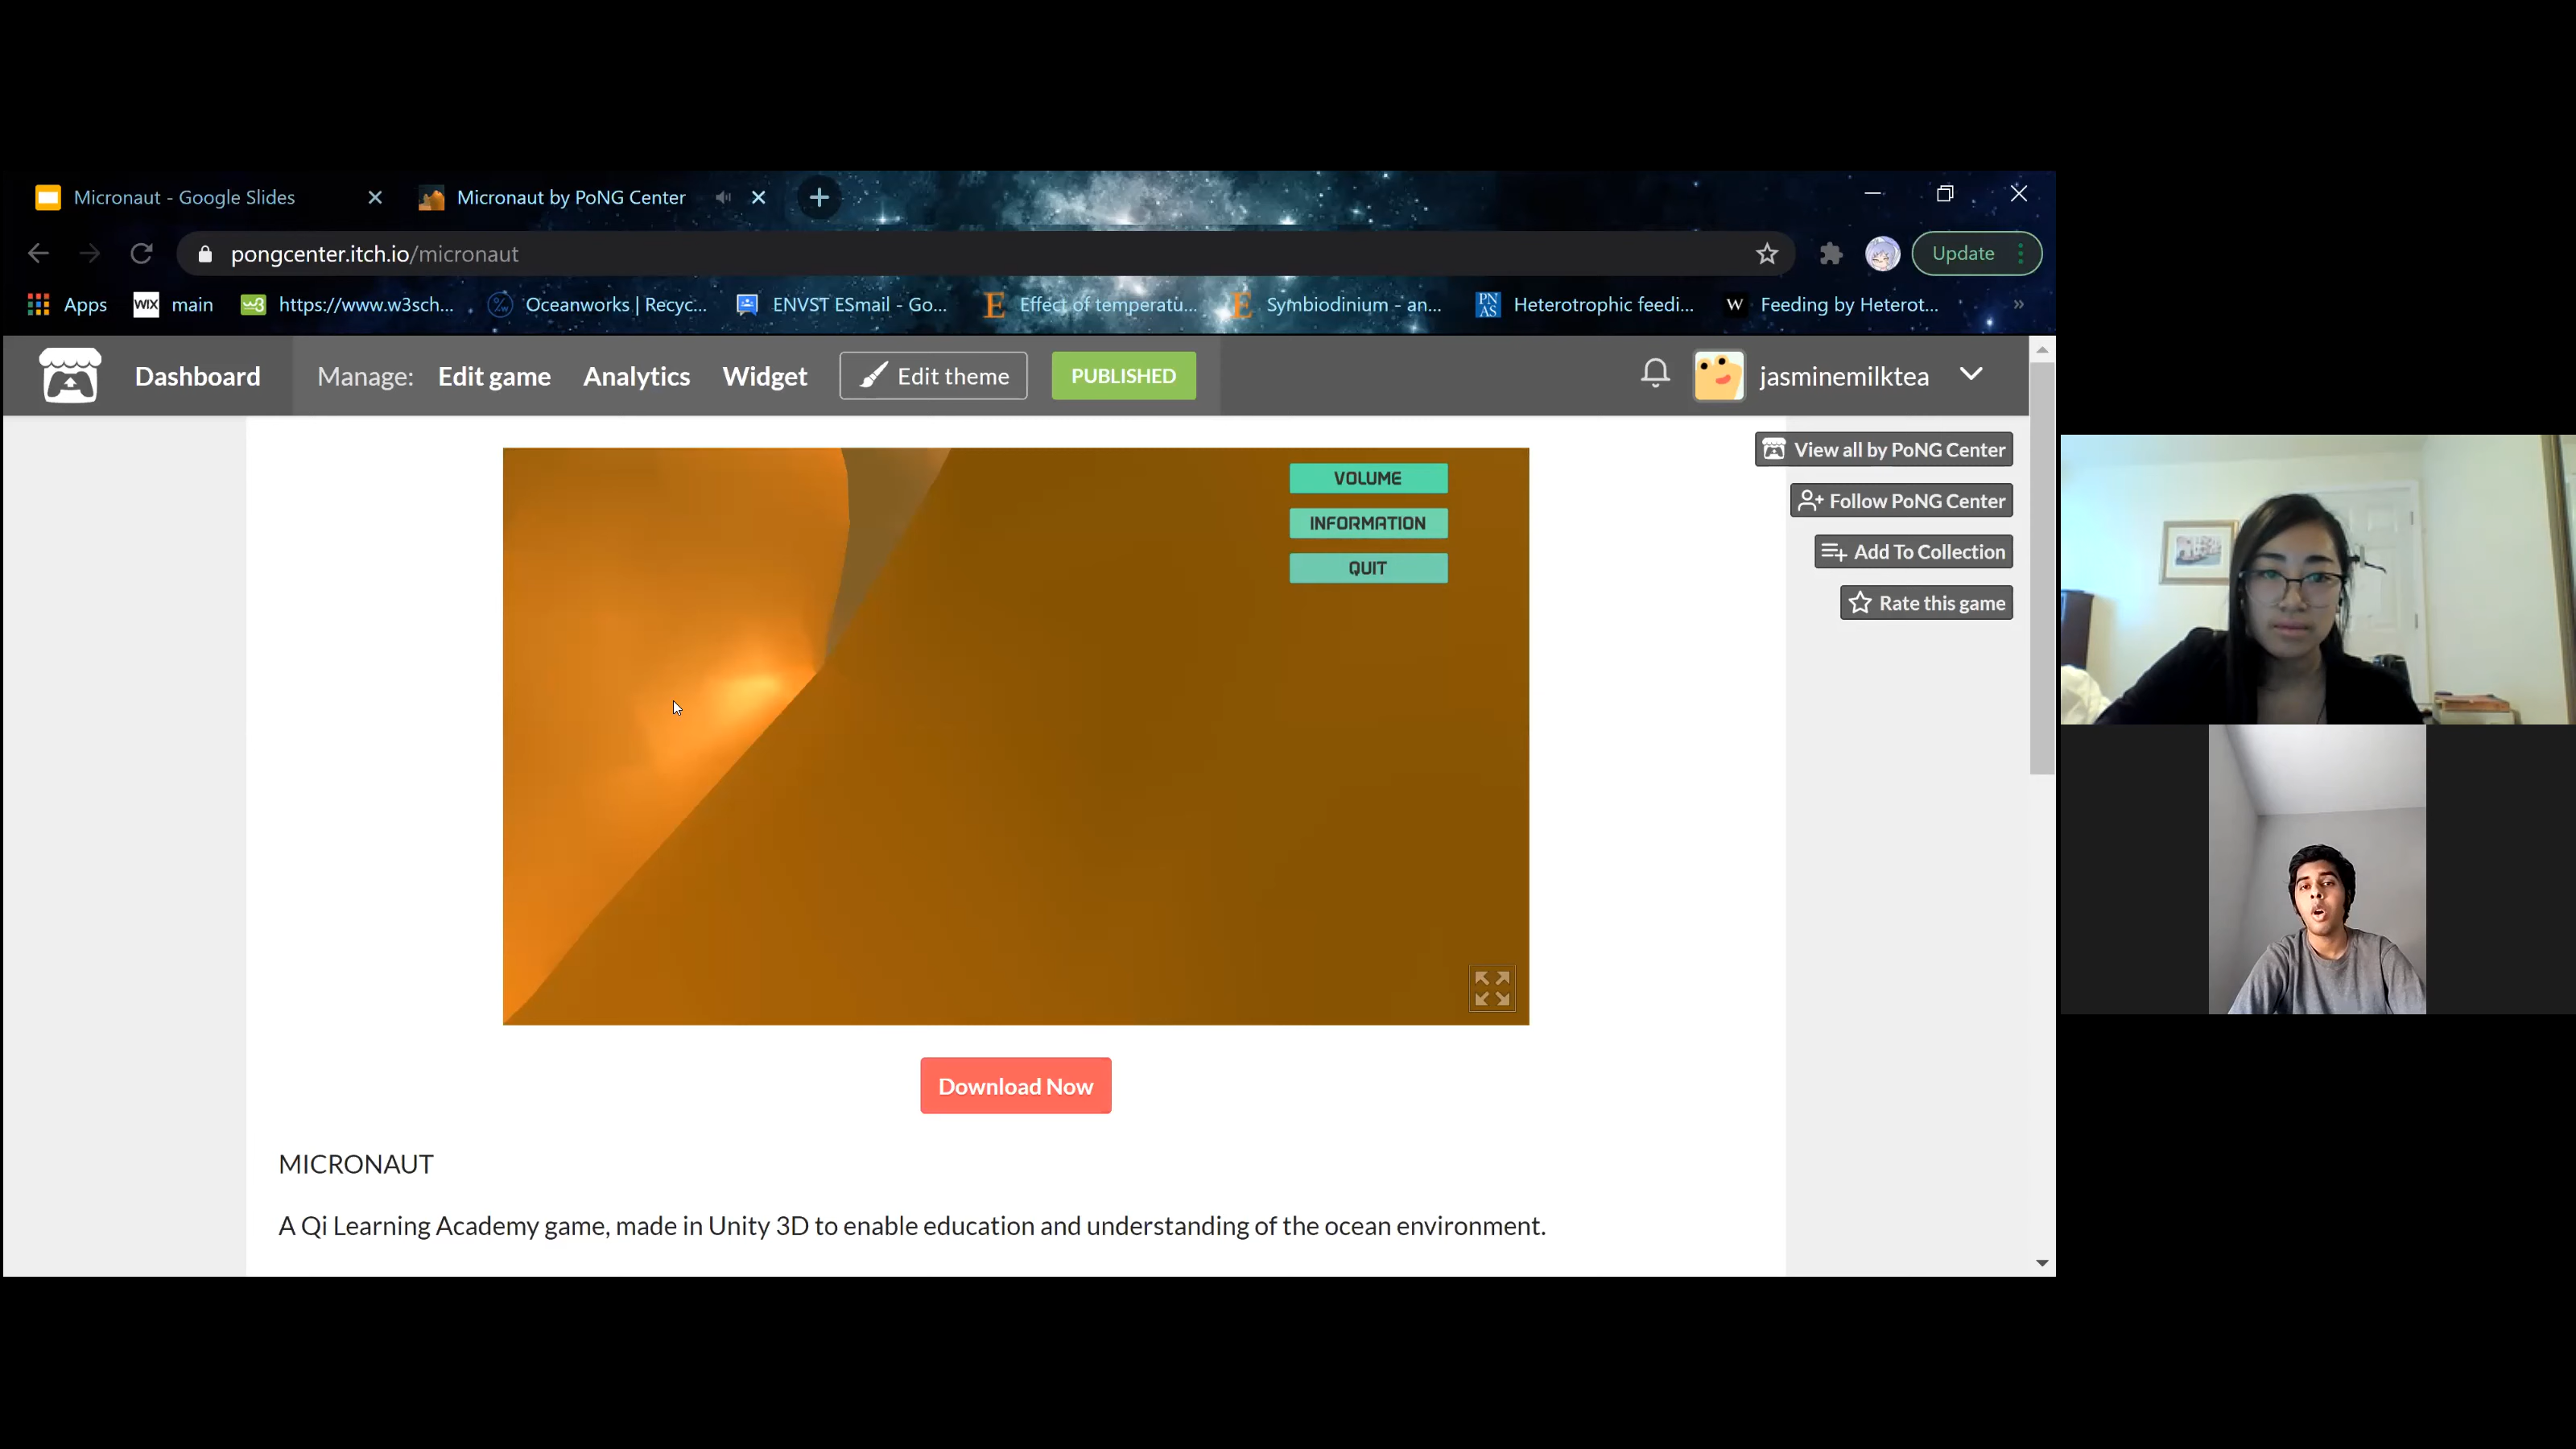 Micronaut - Google Slides
Micronaut by PoNG Center
pongcenter.itch.io/micronaut
Update
Apps
WIX main
w3 https://www.w3sch...
Oceanworks | Recyc...
ENVST ESmail - Go...
E Effect of temperatu...
E Symbiodinium - an...
PN AS Heterotrophic feedi...
W Feeding by Heterot...
»
Dashboard
Manage:
Edit game
Analytics
Widget
Edit theme
PUBLISHED
jasminemilktea
View all by PoNG Center
Follow PoNG Center
Add To Collection
Rate this game
VOLUME
INFORMATION
QUIT
Download Now
MICRONAUT
A Qi Learning Academy game, made in Unity 3D to enable education and understanding of the ocean environment.